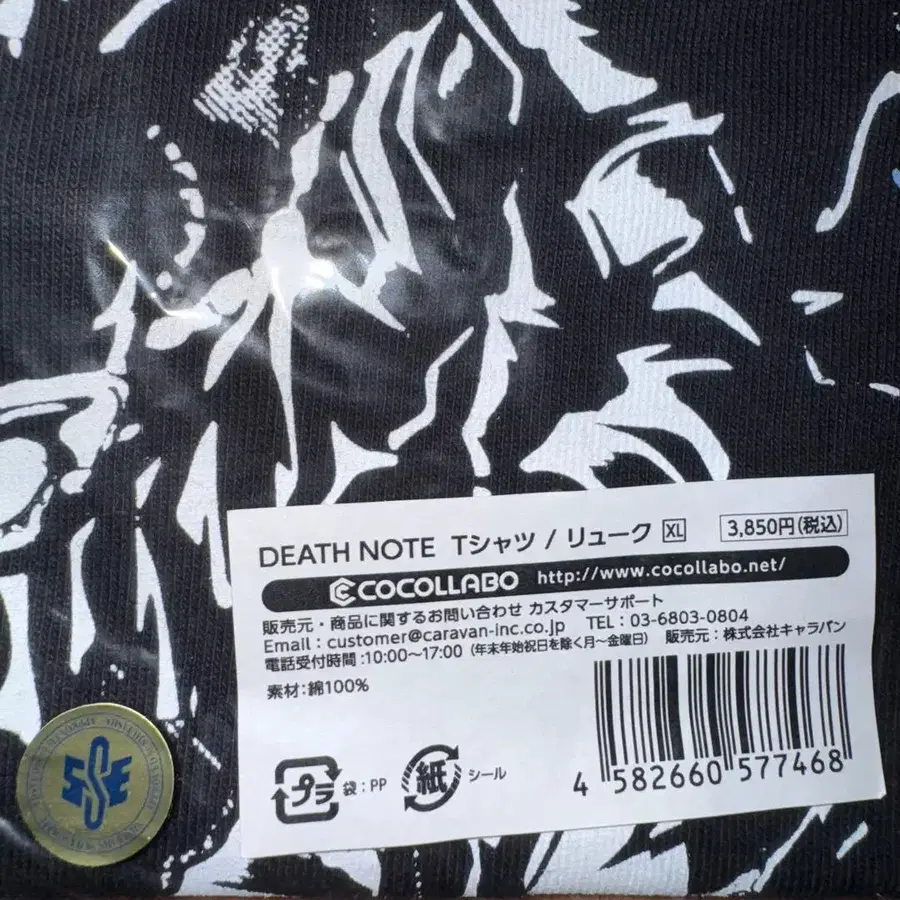 DEATH NOTE Tシャツ / リューク XL 3,850円(税込)
COCOLLABO http://www.cocollabo.net/
販売元・商品に関するお問い合わせ カスタマーサポート
Email : customer@caravan-inc.co.jp TEL : 03-6803-0804
電話受付時間 :10:00〜17:00 (年末年始祝日を除く月〜金曜日) 販売元 : 株式会社キャラバン
素材:綿100%
プラ 袋 : PP 紙 シール
4 582660 577468